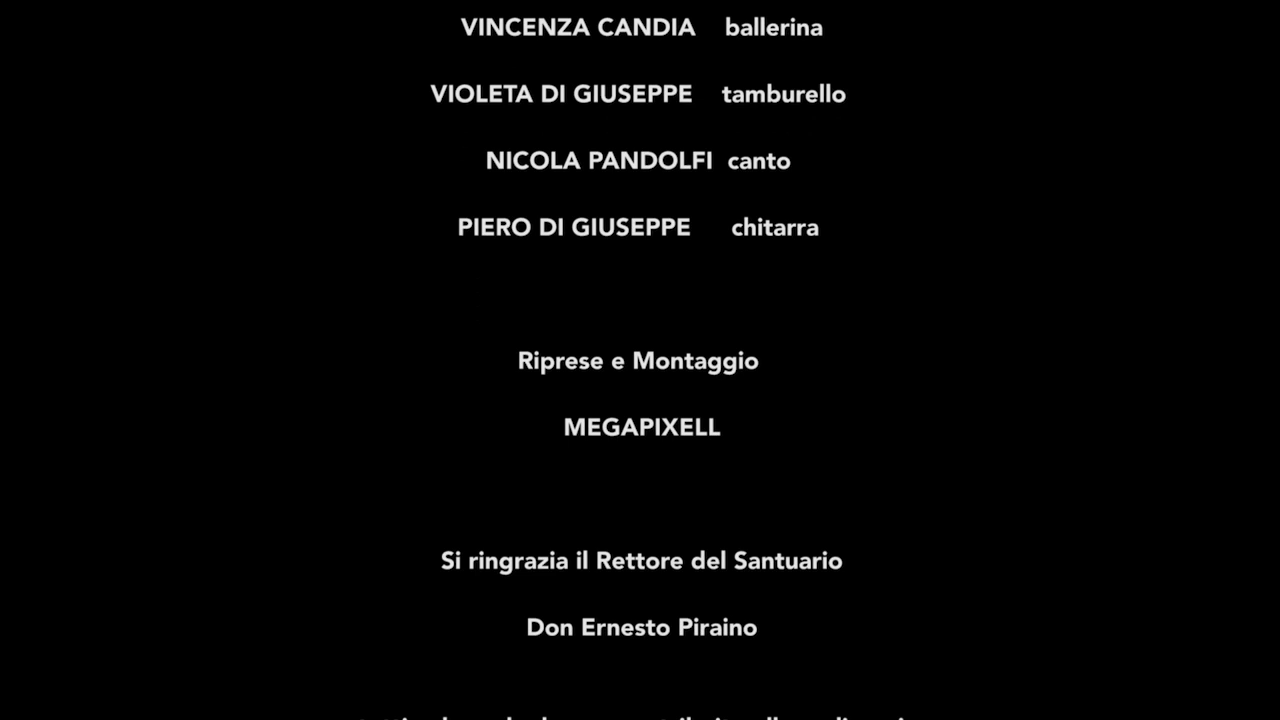 VINCENZA CANDIA ballerina
VIOLETA DI GIUSEPPE tamburello
NICOLA PANDOLFI canto
PIERO DI GIUSEPPE chitarra
Riprese e Montaggio
MEGAPIXELL
Si ringrazia il Rettore del Santuario
Don Ernesto Piraino